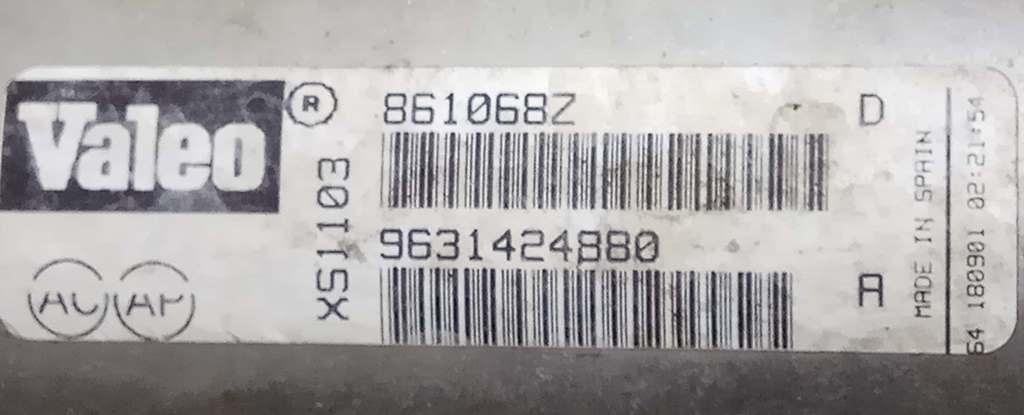 Valeo
®
861068Z
D
XS1103
9631424880
A
AC
AP
MADE IN SPAIN
64 180901 02:21:54